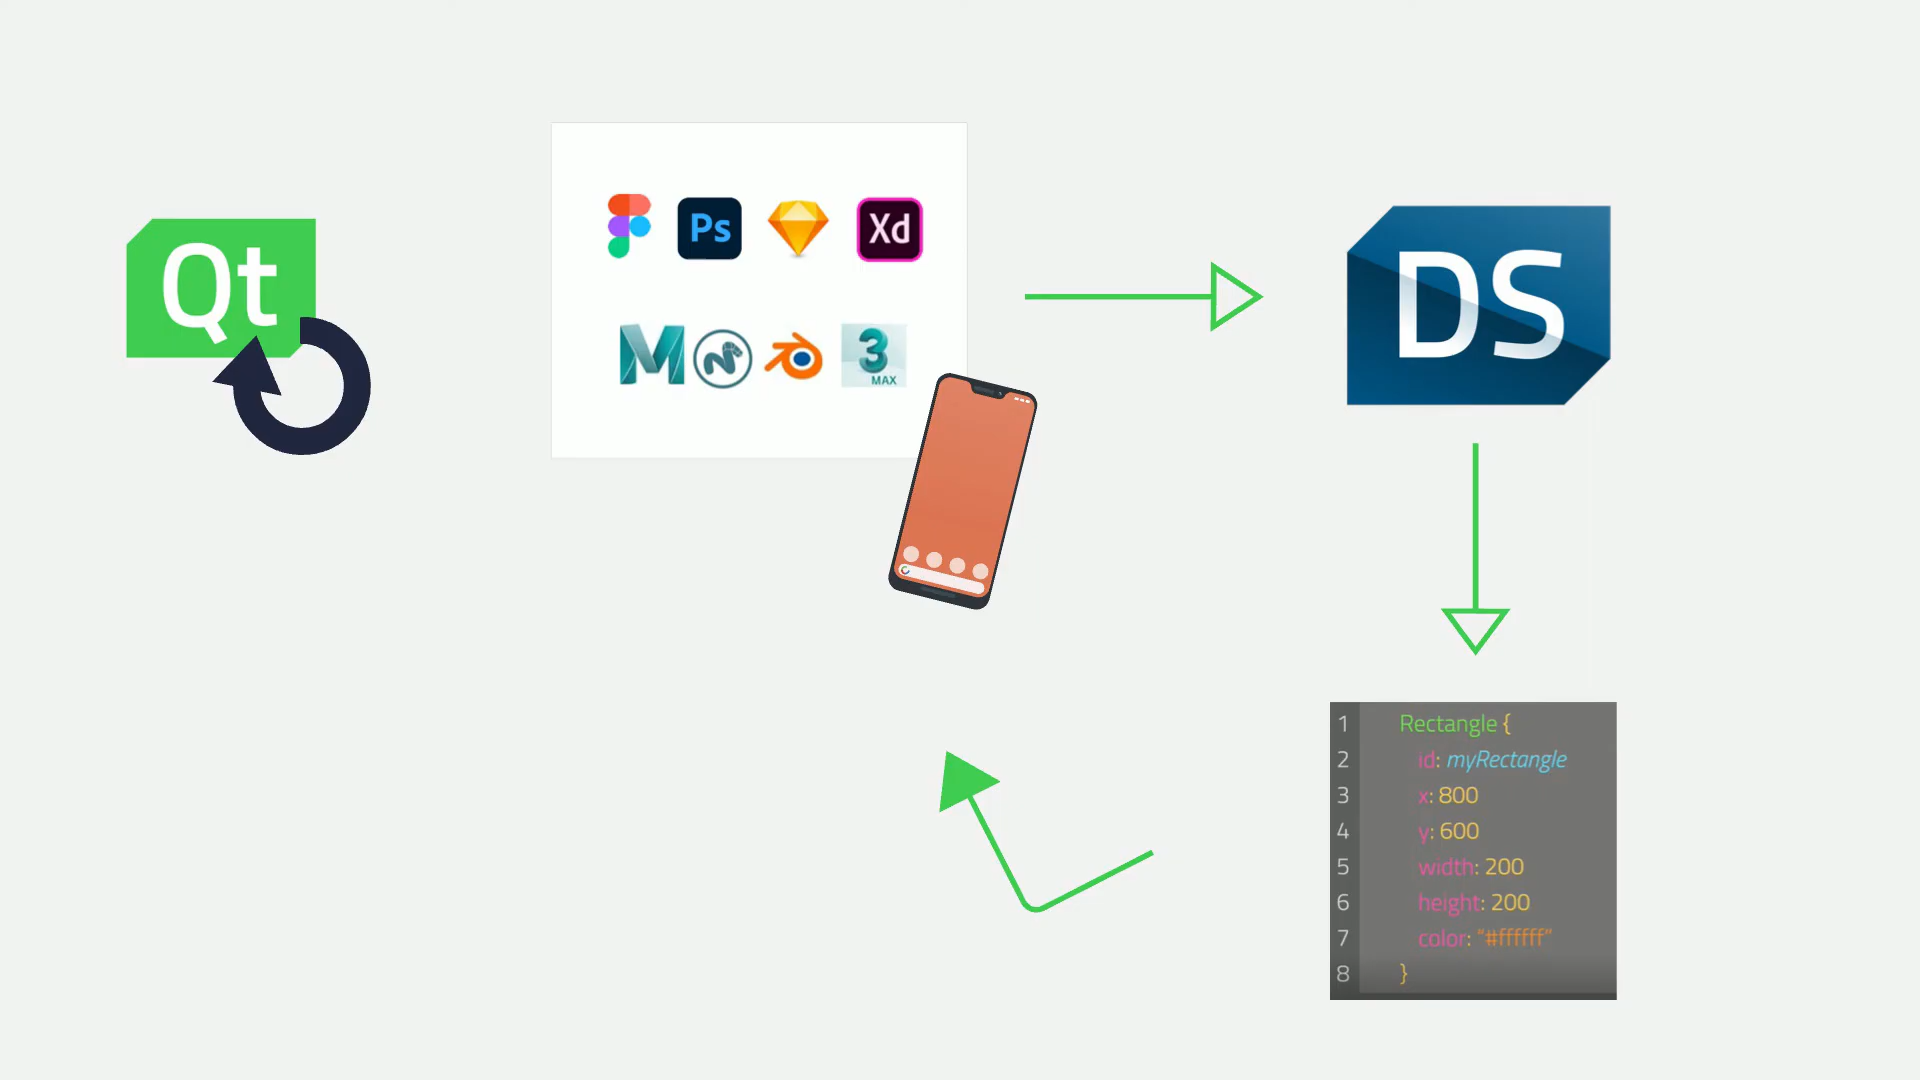 Qt
Ps
Xd
M
3
MAX
DS
1 Rectangle {
2 id: myRectangle
3 x: 800
4 y: 600
5 width: 200
6 height: 200
7 color: "#ffffff"
8 }